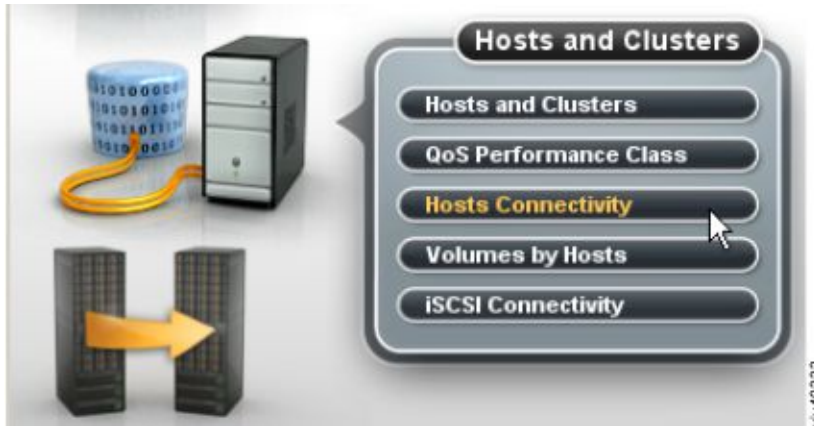 Hosts and Clusters
Hosts and Clusters
QoS Performance Class
Hosts Connectivity
Volumes by Hosts
iSCSI Connectivity